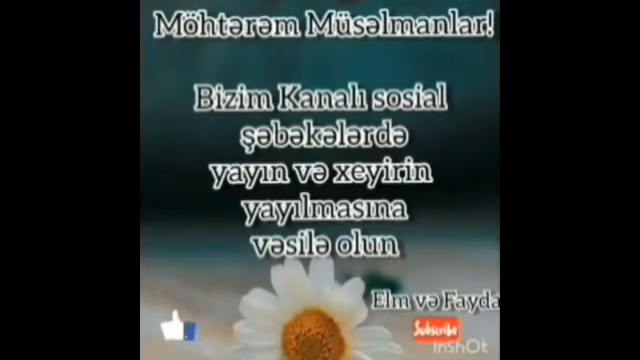 Möhtərəm Müsəlmanlar!
Bizim Kanalı sosial
şəbəkələrdə
yayın və xeyirin
yayılmasına
vəsilə olun
Elm və Fayda
Subscribe
InShOt